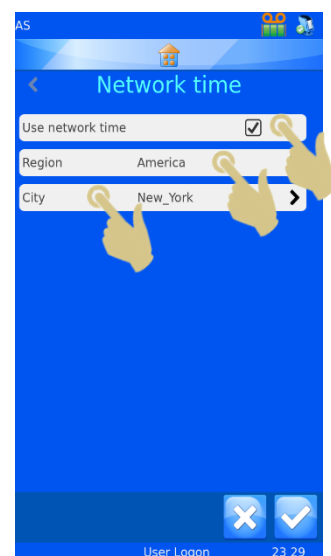 AS
Network time
Use network time
Region America
City New_York
User Logon 23 29